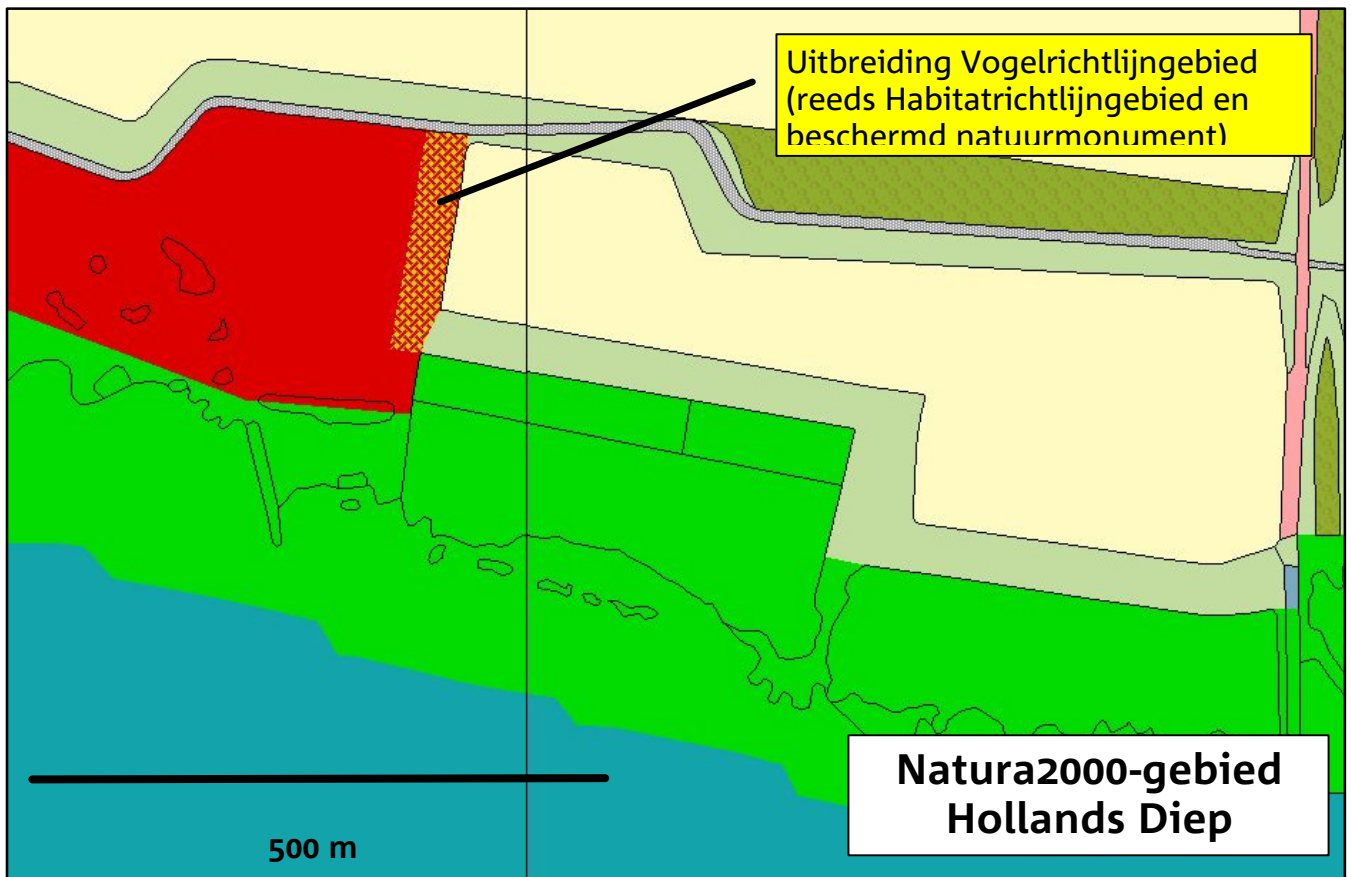 Uitbreiding Vogelrichtlijngebied
(reeds Habitatrichtlijngebied en
beschermd natuurmonument)
Natura2000-gebied
Hollands Diep
500 m